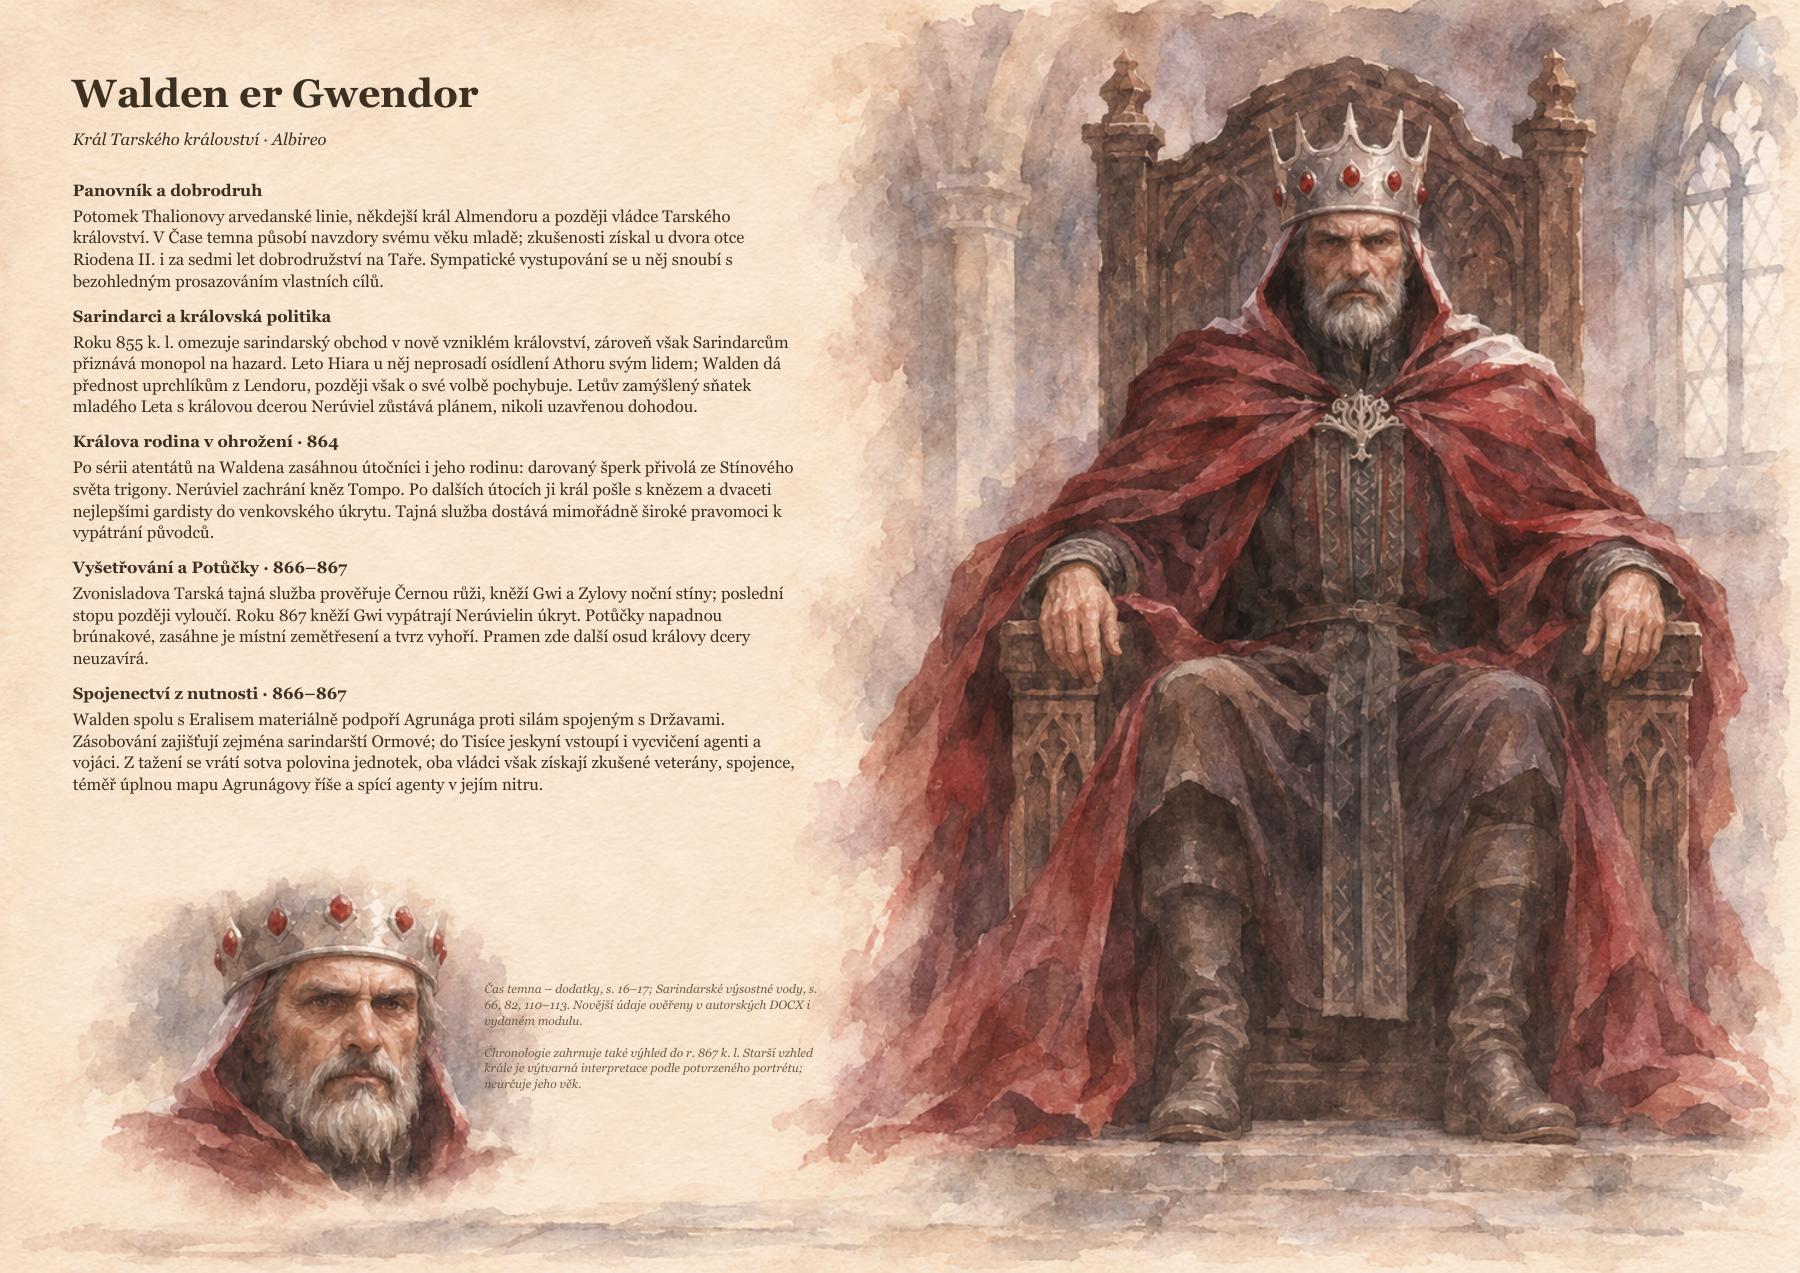 Walden er Gwendor
Král Tarského království · Albireo
Panovník a dobrodruh
Potomek Thalionovy arvedanské linie, někdejší král Almendoru a později vládce Tarského
království. V Čase temna působí navzdory svému věku mladě; zkušenosti získal u dvora otce
Riodena II. i za sedmi let dobrodružství na Taře. Sympatické vystupování se u něj snoubí s
bezohledným prosazováním vlastních cílů.
Sarindarci a královská politika
Roku 855 k. l. omezuje sarindarský obchod v nově vzniklém království, zároveň však Sarindarcům
přiznává monopol na hazard. Leto Hiara u něj neprosadí osídlení Athoru svým lidem; Walden dá
přednost uprchlíkům z Lendoru, později však o své volbě pochybuje. Letův zamýšlený sňatek
mladého Leta s královou dcerou Nerúviel zůstává plánem, nikoli uzavřenou dohodou.
Králova rodina v ohrožení · 864
Po sérii atentátů na Waldena zasáhnou útočníci i jeho rodinu: darovaný šperk přivolá ze Stínového
světa trigony. Nerúviel zachrání kněz Tompo. Po dalších útocích ji král pošle s knězem a dvaceti
nejlepšími gardisty do venkovského úkrytu. Tajná služba dostává mimořádně široké pravomoci k
vypátrání původců.
Vyšetřování a Potůčky · 866–867
Zvonisladova Tarská tajná služba prověřuje Černou růži, kněží Gwi a Zylovy noční stíny; poslední
stopu později vyloučí. Roku 867 kněží Gwi vypátrají Nerúvielin úkryt. Potůčky napadnou
brúnakové, zasáhne je místní zemětřesení a tvrz vyhoří. Pramen zde další osud královy dcery
neuzavírá.
Spojenectví z nutnosti · 866–867
Walden spolu s Eralisem materiálně podpoří Agrunága proti silám spojeným s Državami.
Zásobování zajišťují zejména sarindarští Ormové; do Tisíce jeskyní vstoupí i vycvičení agenti a
vojáci. Z tažení se vrátí sotva polovina jednotek, oba vládci však získají zkušené veterány, spojence,
téměř úplnou mapu Agrunágovy říše a spící agenty v jejím nitru.
Čas temna – dodatky, s. 16–17; Sarindarské výsostné vody, s.
66, 82, 110–113. Novější údaje ověřeny v autorských DOCX i
vydaném modulu.
Chronologie zahrnuje také výhled do r. 867 k. l. Starší vzhled
krále je výtvarná interpretace podle potvrzeného portrétu;
neurčuje jeho věk.